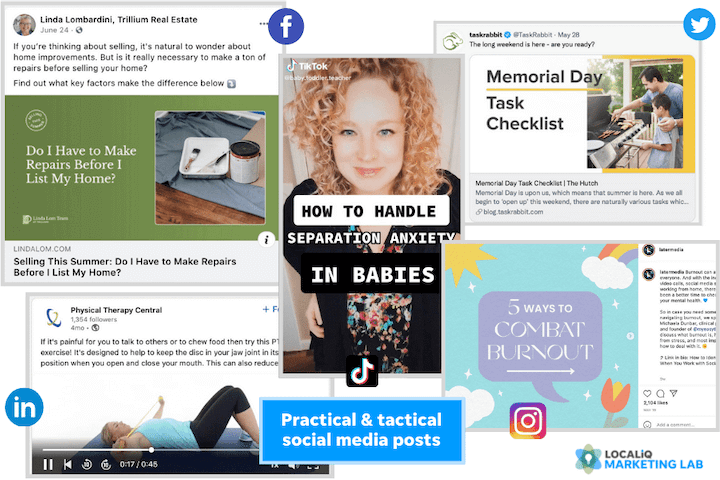 Linda Lombardini, Trillium Real Estate
June 24
If you're thinking about selling, it's natural to wonder about
home improvements. But is it really necessary to make a ton of
repairs before selling your home?
Find out what key factors make the difference below
Do I Have to Make
Repairs Before I
List My Home?
Linda Lom Team
LINDALOM.COM
Selling This Summer: Do I Have to Make Repairs
Before I List My Home?
TikTok
HOW TO HANDLE
SEPARATION ANXIETY
IN BABIES
taskrabbit @TaskRabbit · May 28
The long weekend is here - are you ready?
Memorial Day
Task
Checklist
Memorial Day Task Checklist | The Hutch
Memorial Day is upon us, which means that summer is here. As we all
begin to 'open up' this weekend, there are naturally various tasks whic...
blog.taskrabbit.com
Physical Therapy Central
1,354 followers
4mo
+ Fo
If it's painful for you to talk to others or to chew food then try this PT
exercise! It's designed to help to keep the disc in your jaw joint in its
position when you open and close your mouth. This can also reduce
0:17 / 0:45
1x
in
5 WAYS TO
COMBAT
BURNOUT
latermedia
latermedia Burnout can
everyone. And with the in
video calls, social media s
working from home, there
been a better time to chec
your mental health.
So in case you need some
navigating burnout, we sp
Michaela Dunbar, clinical p
and founder of
discuss what burnout is, h
from stress, and most imp
how to deal with it.
Link in bio: How to Iden
When You Work with Socia
2,104 likes
Add a comment...
Practical & tactical
social media posts
LOCALiQ
MARKETING LAB